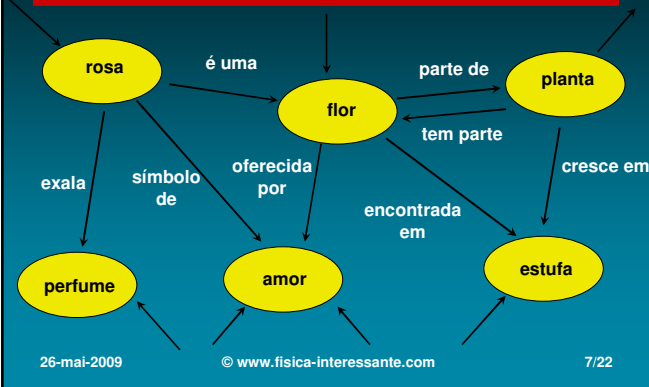 rosa
é uma
flor
parte de
tem parte
planta
exala
símbolo
de
oferecida
por
encontrada
em
cresce em
perfume
amor
estufa
26-mai-2009
© www.fisica-interessante.com
7/22